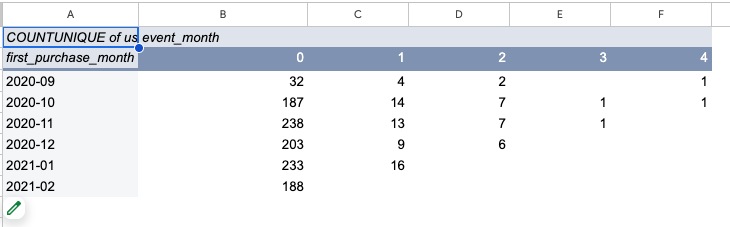 A B C D E F
COUNTUNIQUE of us event_month
first_purchase_month 0 1 2 3 4
2020-09 32 4 2 1
2020-10 187 14 7 1 1
2020-11 238 13 7 1
2020-12 203 9 6
2021-01 233 16
2021-02 188